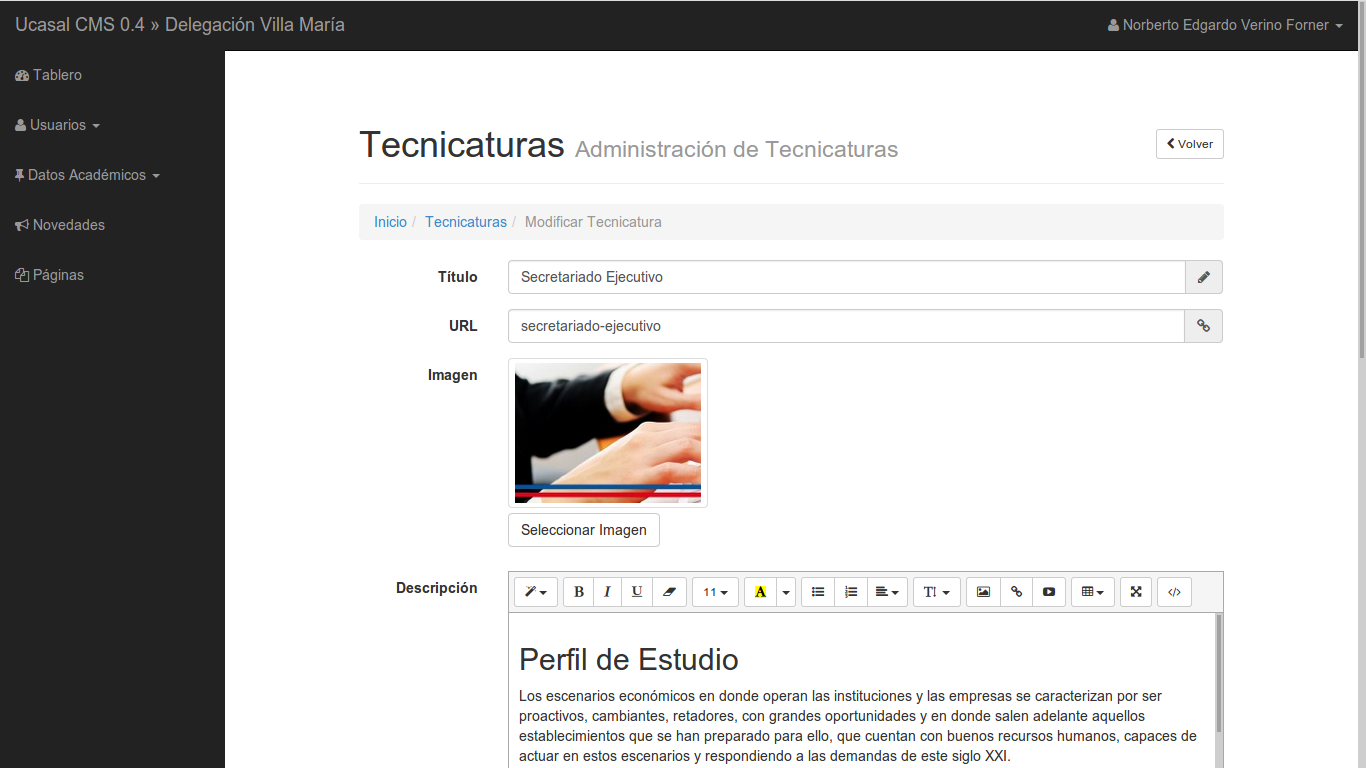 Ucasal CMS 0.4 » Delegación Villa María
Norberto Edgardo Verino Forner
Tablero
Usuarios
Datos Académicos
Novedades
Páginas
Tecnicaturas Administración de Tecnicaturas
Volver
Inicio / Tecnicaturas / Modificar Tecnicatura
Título
Secretariado Ejecutivo
URL
secretariado-ejecutivo
Imagen
Seleccionar Imagen
Descripción
B I U 11 A TI </>
Perfil de Estudio
Los escenarios económicos en donde operan las instituciones y las empresas se caracterizan por ser
proactivos, cambiantes, retadores, con grandes oportunidades y en donde salen adelante aquellos
establecimientos que se han preparado para ello, que cuentan con buenos recursos humanos, capaces de
actuar en estos escenarios y respondiendo a las demandas de este siglo XXI.